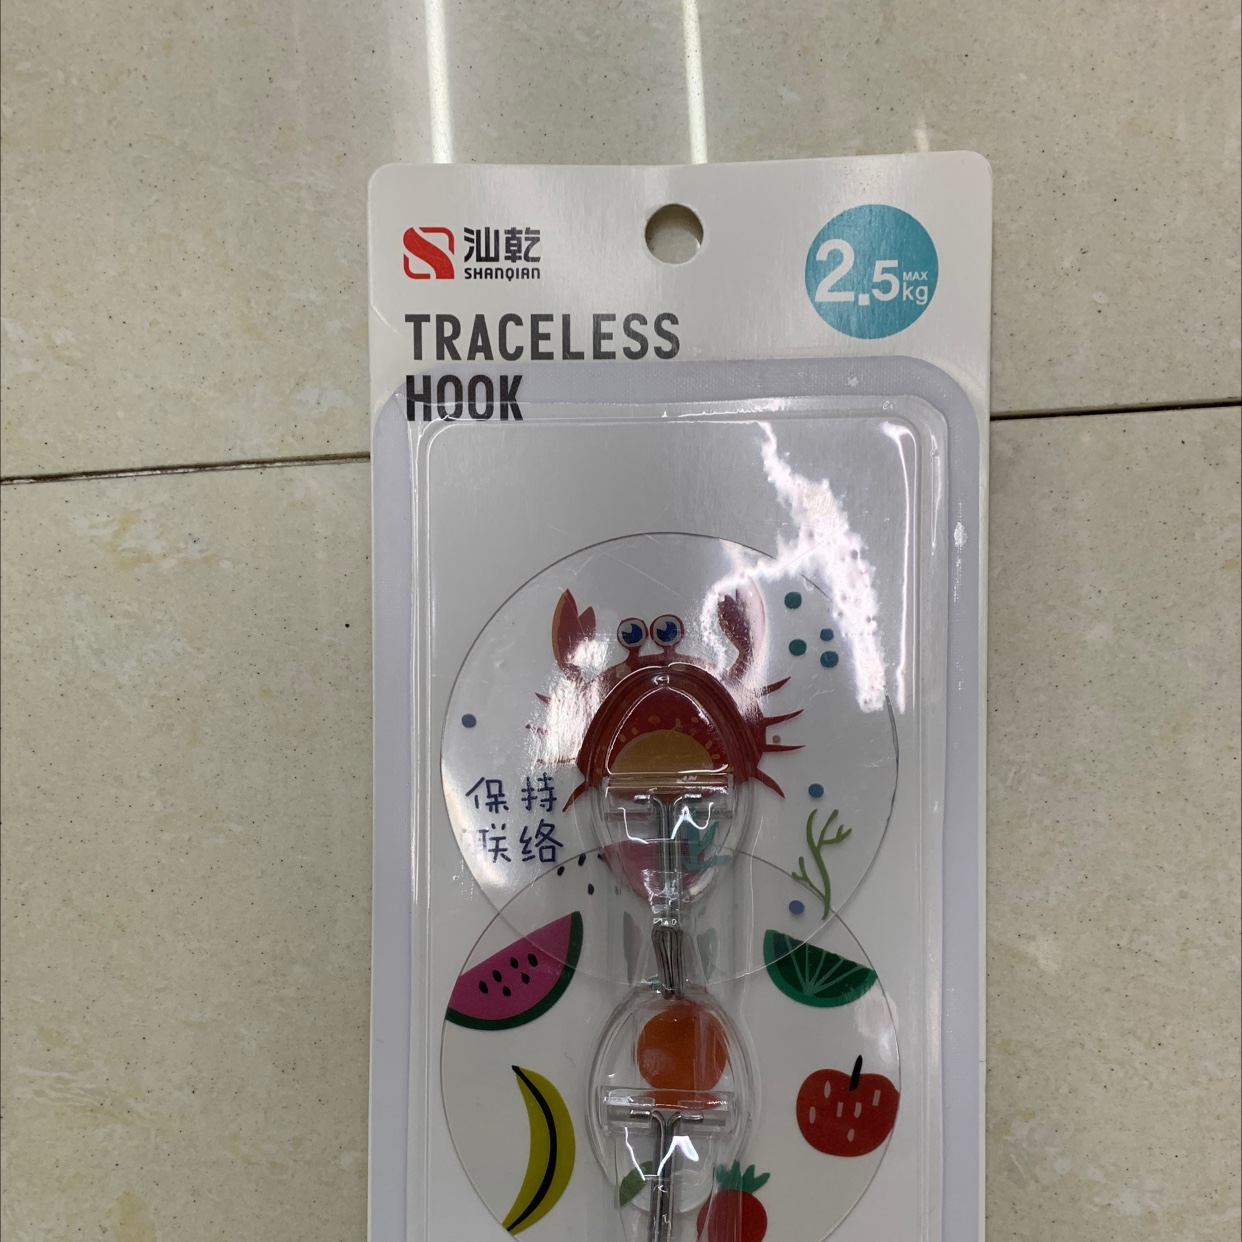 汕乾
SHANQIAN
2.5 MAX kg
TRACELESS
HOOK
保持
联络